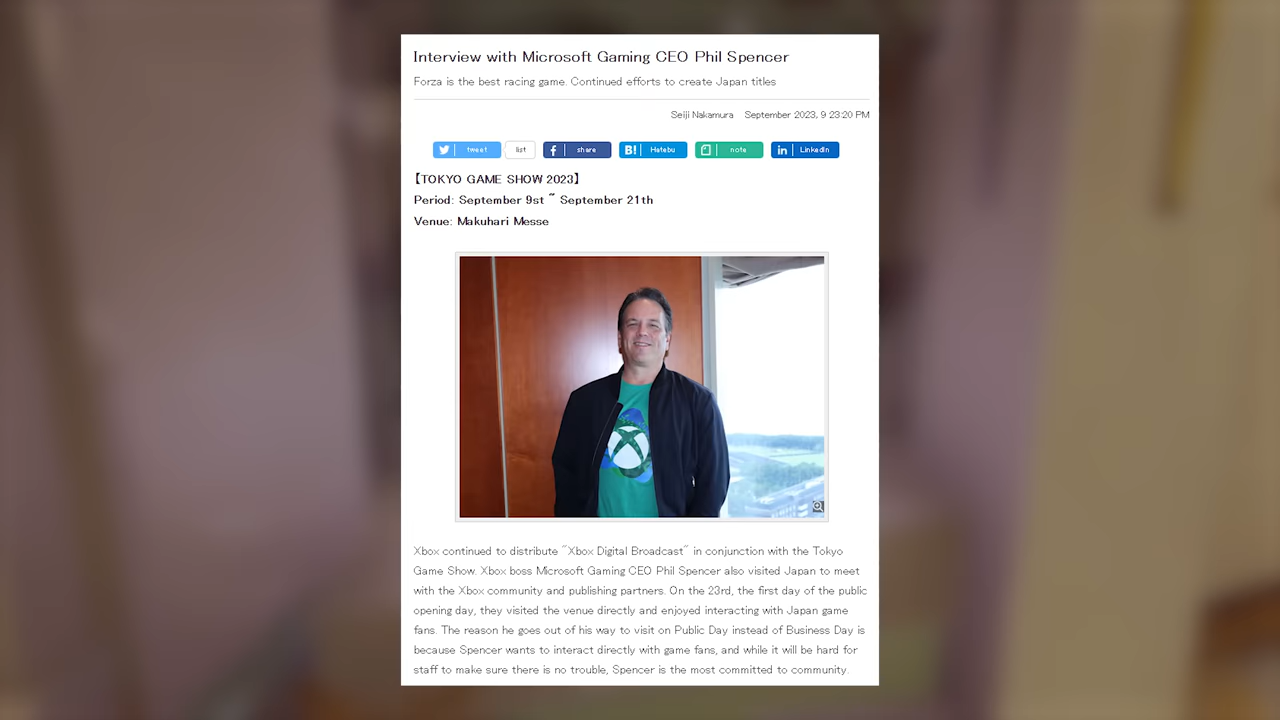 Interview with Microsoft Gaming CEO Phil Spencer
Forza is the best racing game. Continued efforts to create Japan titles
Seiji Nakamura September 2023, 9 23:20 PM
tweet list share B! Hatebu note in LinkedIn
【TOKYO GAME SHOW 2023】
Period: September 9st ~ September 21th
Venue: Makuhari Messe
Xbox continued to distribute "Xbox Digital Broadcast" in conjunction with the Tokyo
Game Show. Xbox boss Microsoft Gaming CEO Phil Spencer also visited Japan to meet
with the Xbox community and publishing partners. On the 23rd, the first day of the public
opening day, they visited the venue directly and enjoyed interacting with Japan game
fans. The reason he goes out of his way to visit on Public Day instead of Business Day is
because Spencer wants to interact directly with game fans, and while it will be hard for
staff to make sure there is no trouble, Spencer is the most committed to community.